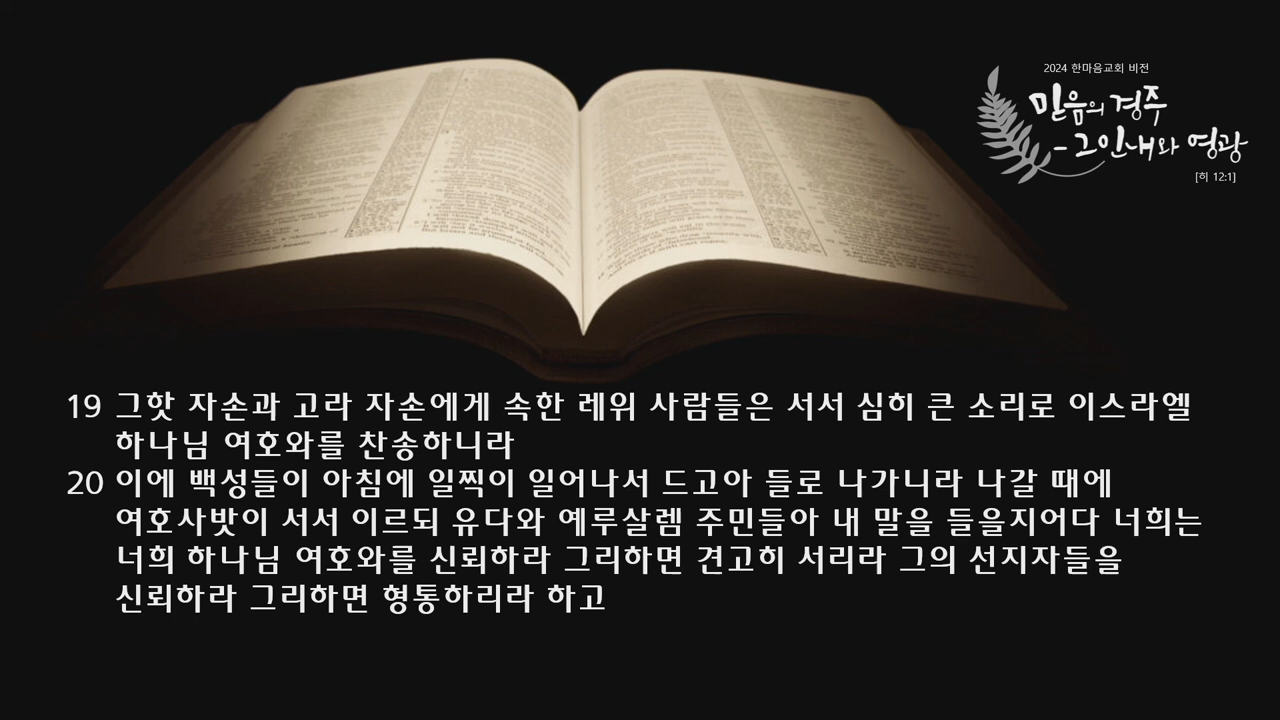 2024 한마음교회 비전
믿음의 경주
- 그 인내와 영광
[히 12:1]
19 그핫 자손과 고라 자손에게 속한 레위 사람들은 서서 심히 큰 소리로 이스라엘
하나님 여호와를 찬송하니라
20 이에 백성들이 아침에 일찍이 일어나서 드고아 들로 나가니라 나갈 때에
여호사밧이 서서 이르되 유다와 예루살렘 주민들아 내 말을 들을지어다 너희는
너희 하나님 여호와를 신뢰하라 그리하면 견고히 서리라 그의 선지자들을
신뢰하라 그리하면 형통하리라 하고